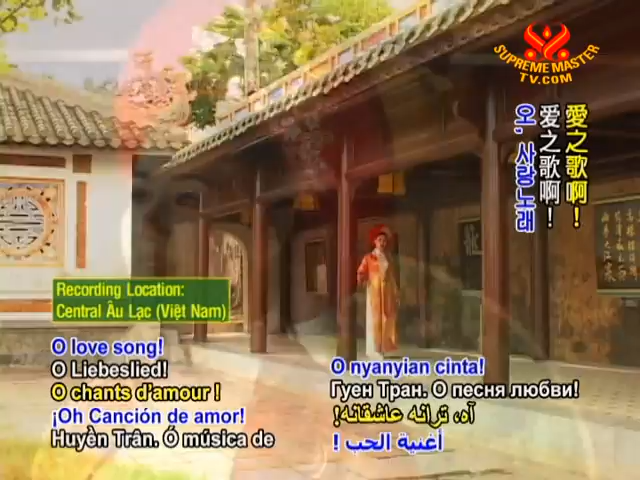 SUPREME MASTER
TV.COM
愛之歌啊！
爱之歌啊！
오, 사랑노래
Recording Location:
Central Âu Lạc (Việt Nam)
O love song!
O Liebeslied!
O chants d'amour !
¡Oh Canción de amor!
Huyền Trân. Ó música de
O nyanyian cinta!
Гуен Тран. О песня любви!
آه، ترانه عاشقانه!
أغنية الحب !